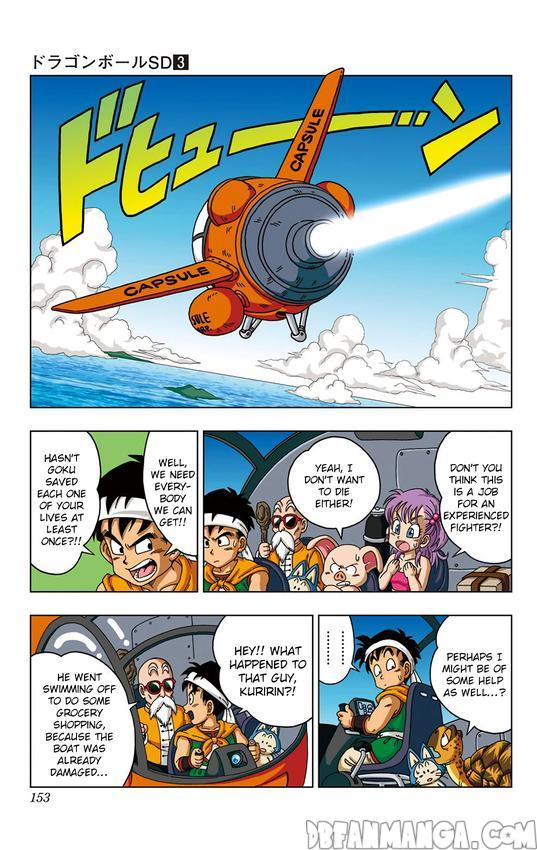 ドラゴンボールSD3
ドヒューーン
CAPSULE
CAPSULE
SULE
RP.
DON'T YOU
THINK THIS
IS A JOB
FOR AN
EXPERIENCED
FIGHTER?!
YEAH, I
DON'T WANT
TO DIE
EITHER!
WELL,
WE NEED
EVERY-
BODY
WE CAN
GET!!
HASN'T
GOKU
SAVED
EACH ONE
OF YOUR
LIVES AT
LEAST
ONCE?!!
PERHAPS I
MIGHT BE OF
SOME HELP
AS WELL...?
HEY!! WHAT
HAPPENED TO
THAT GUY,
KURIRIN?!
HE WENT
SWIMMING OFF
TO DO SOME
GROCERY
SHOPPING,
BECAUSE THE
BOAT WAS
ALREADY
DAMAGED...
153
DBFANMANGA.COM